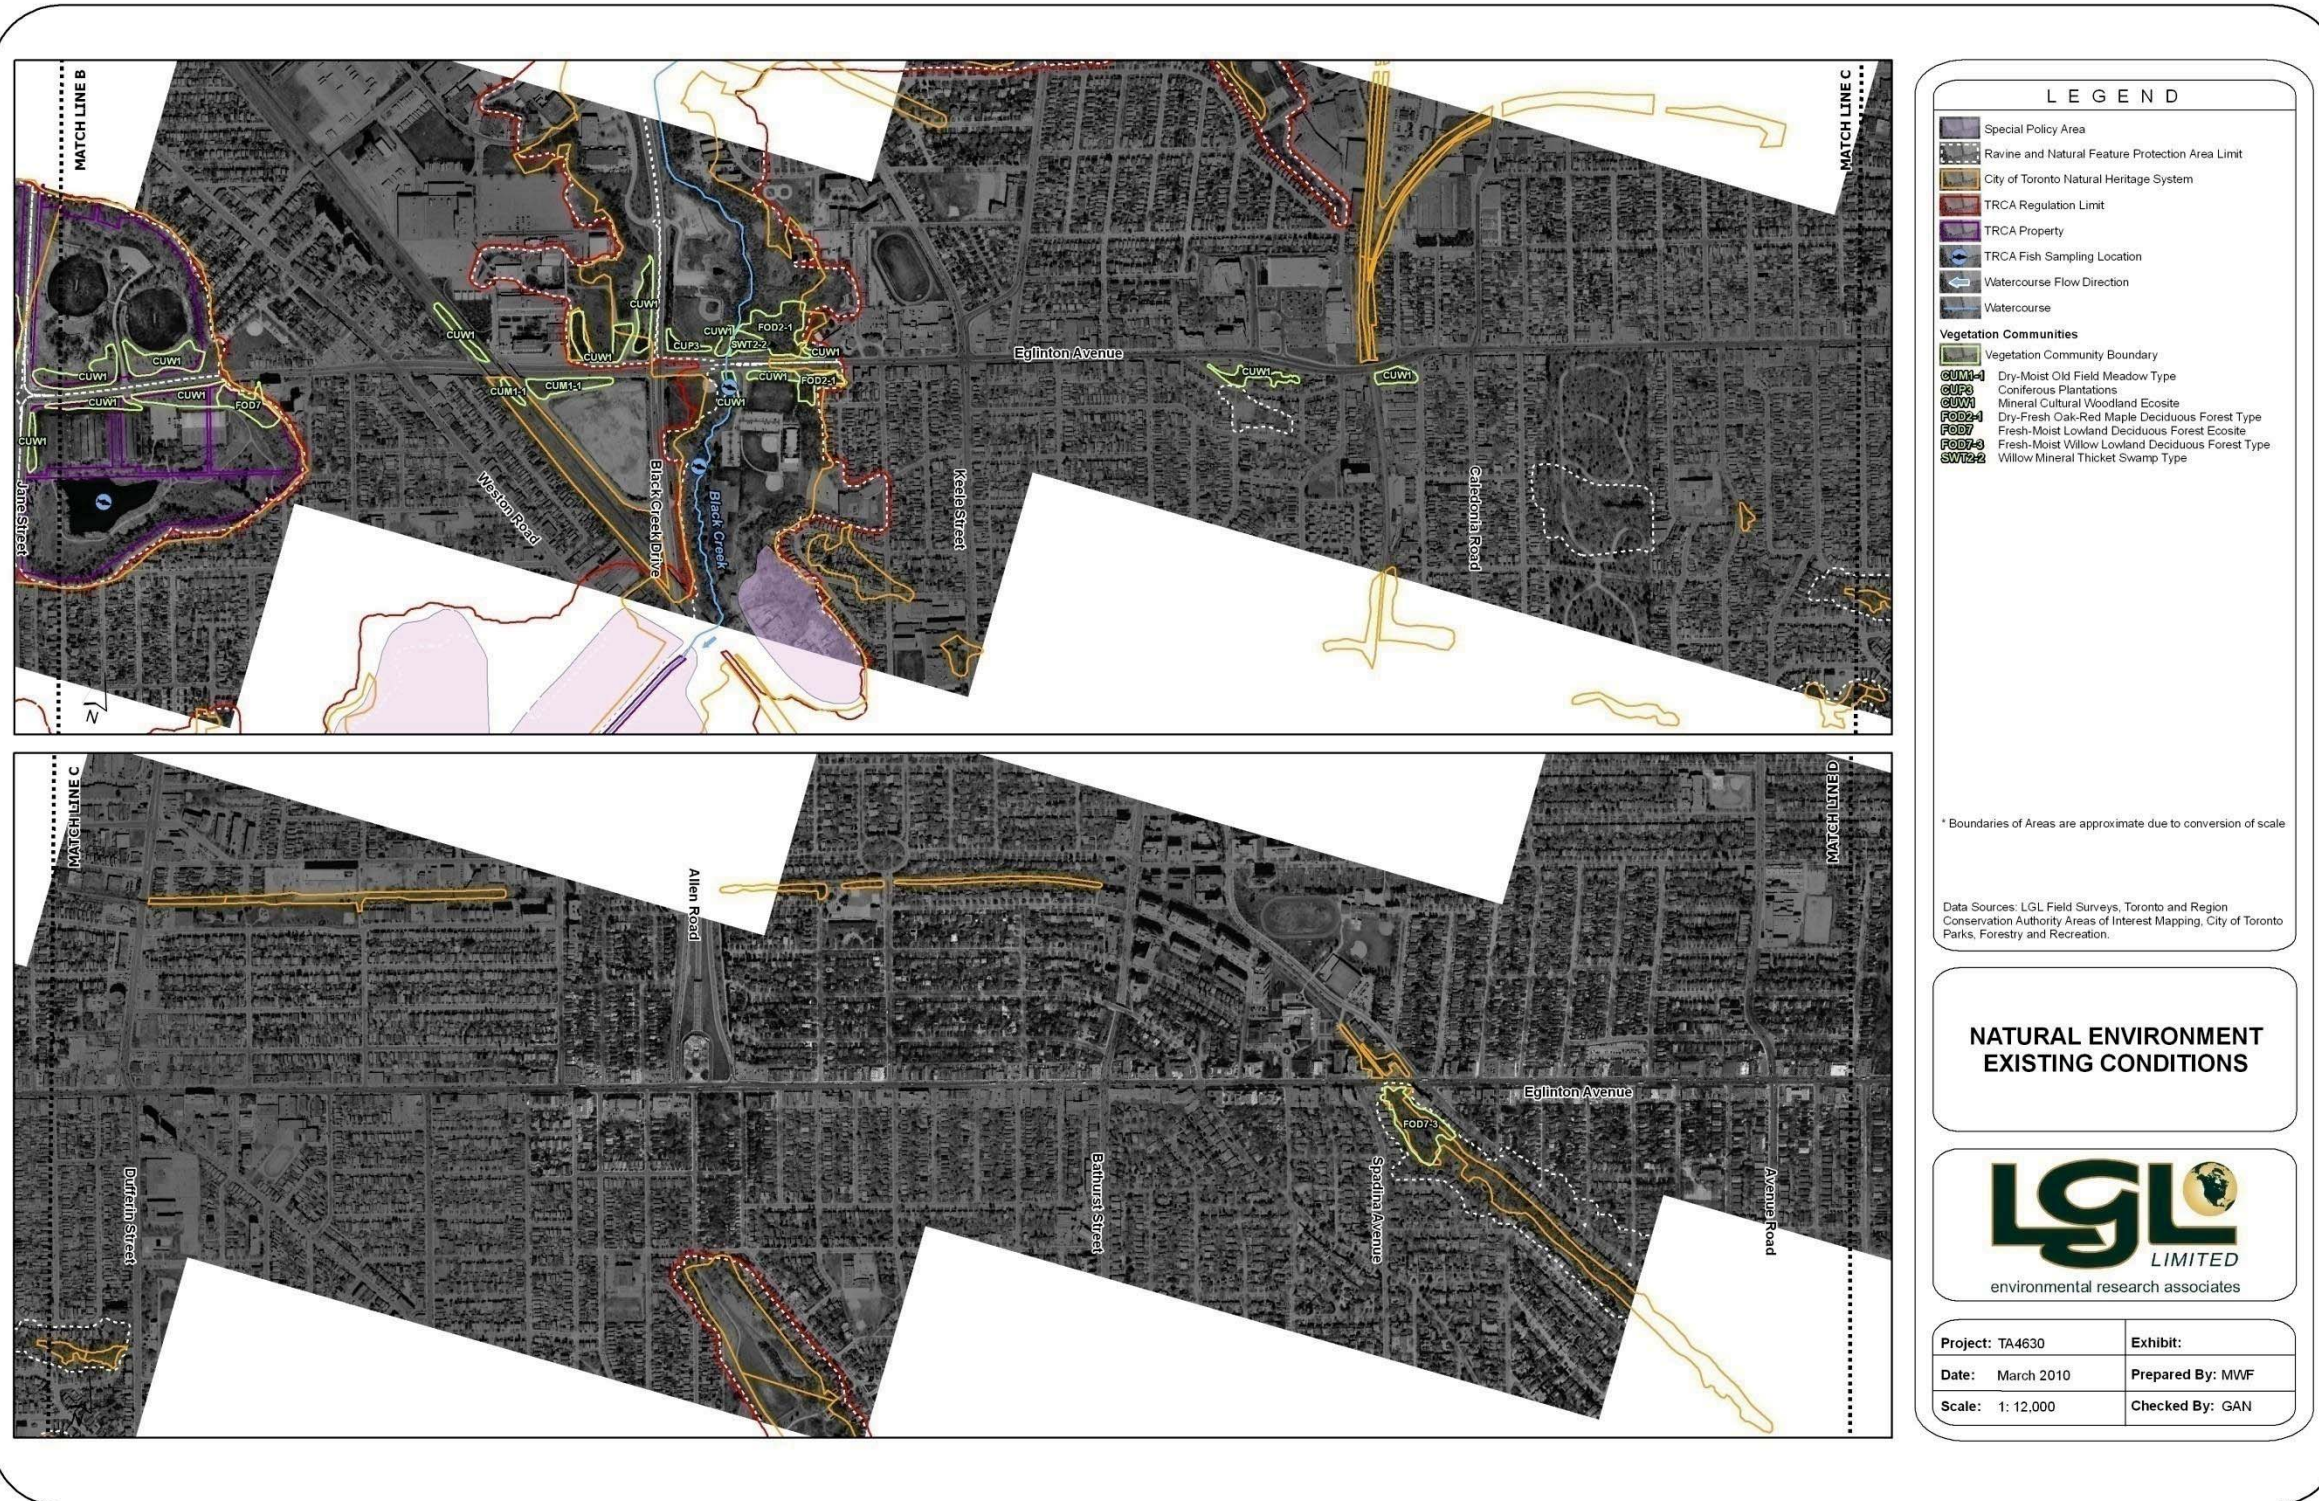 MATCH LINE B
MATCH LINE C
CUW1
CUW1
CUW1
CUW1
FOD7
CUW1
Jane Street
CUW1
CUM1-1
CUM1-1
CUW1
CUW1
CUP3
CUW1
FOD2-1
SWT2-2
CUW1
CUW1
FOD2-1
CUW1
Weston Road
Black Creek Drive
Black Creek
Keele Street
Eglinton Avenue
CUW1
CUW1
Caledonia Road
N
MATCH LINE C
MATCH LINE D
Allen Road
Dufferin Street
Bathurst Street
Spadina Avenue
Eglinton Avenue
FOD7-3
Avenue Road
LEGEND
Special Policy Area
Ravine and Natural Feature Protection Area Limit
City of Toronto Natural Heritage System
TRCA Regulation Limit
TRCA Property
TRCA Fish Sampling Location
Watercourse Flow Direction
Watercourse
Vegetation Communities
Vegetation Community Boundary
CUM1-1 Dry-Moist Old Field Meadow Type
CUP3 Coniferous Plantations
CUW1 Mineral Cultural Woodland Ecosite
FOD2-1 Dry-Fresh Oak-Red Maple Deciduous Forest Type
FOD7 Fresh-Moist Lowland Deciduous Forest Ecosite
FOD7-3 Fresh-Moist Willow Lowland Deciduous Forest Type
SWT2-2 Willow Mineral Thicket Swamp Type
* Boundaries of Areas are approximate due to conversion of scale
Data Sources: LGL Field Surveys, Toronto and Region
Conservation Authority Areas of Interest Mapping, City of Toronto
Parks, Forestry and Recreation.
NATURAL ENVIRONMENT
EXISTING CONDITIONS
LGL
LIMITED
environmental research associates
Project: TA4630
Exhibit:
Date: March 2010
Prepared By: MWF
Scale: 1: 12,000
Checked By: GAN